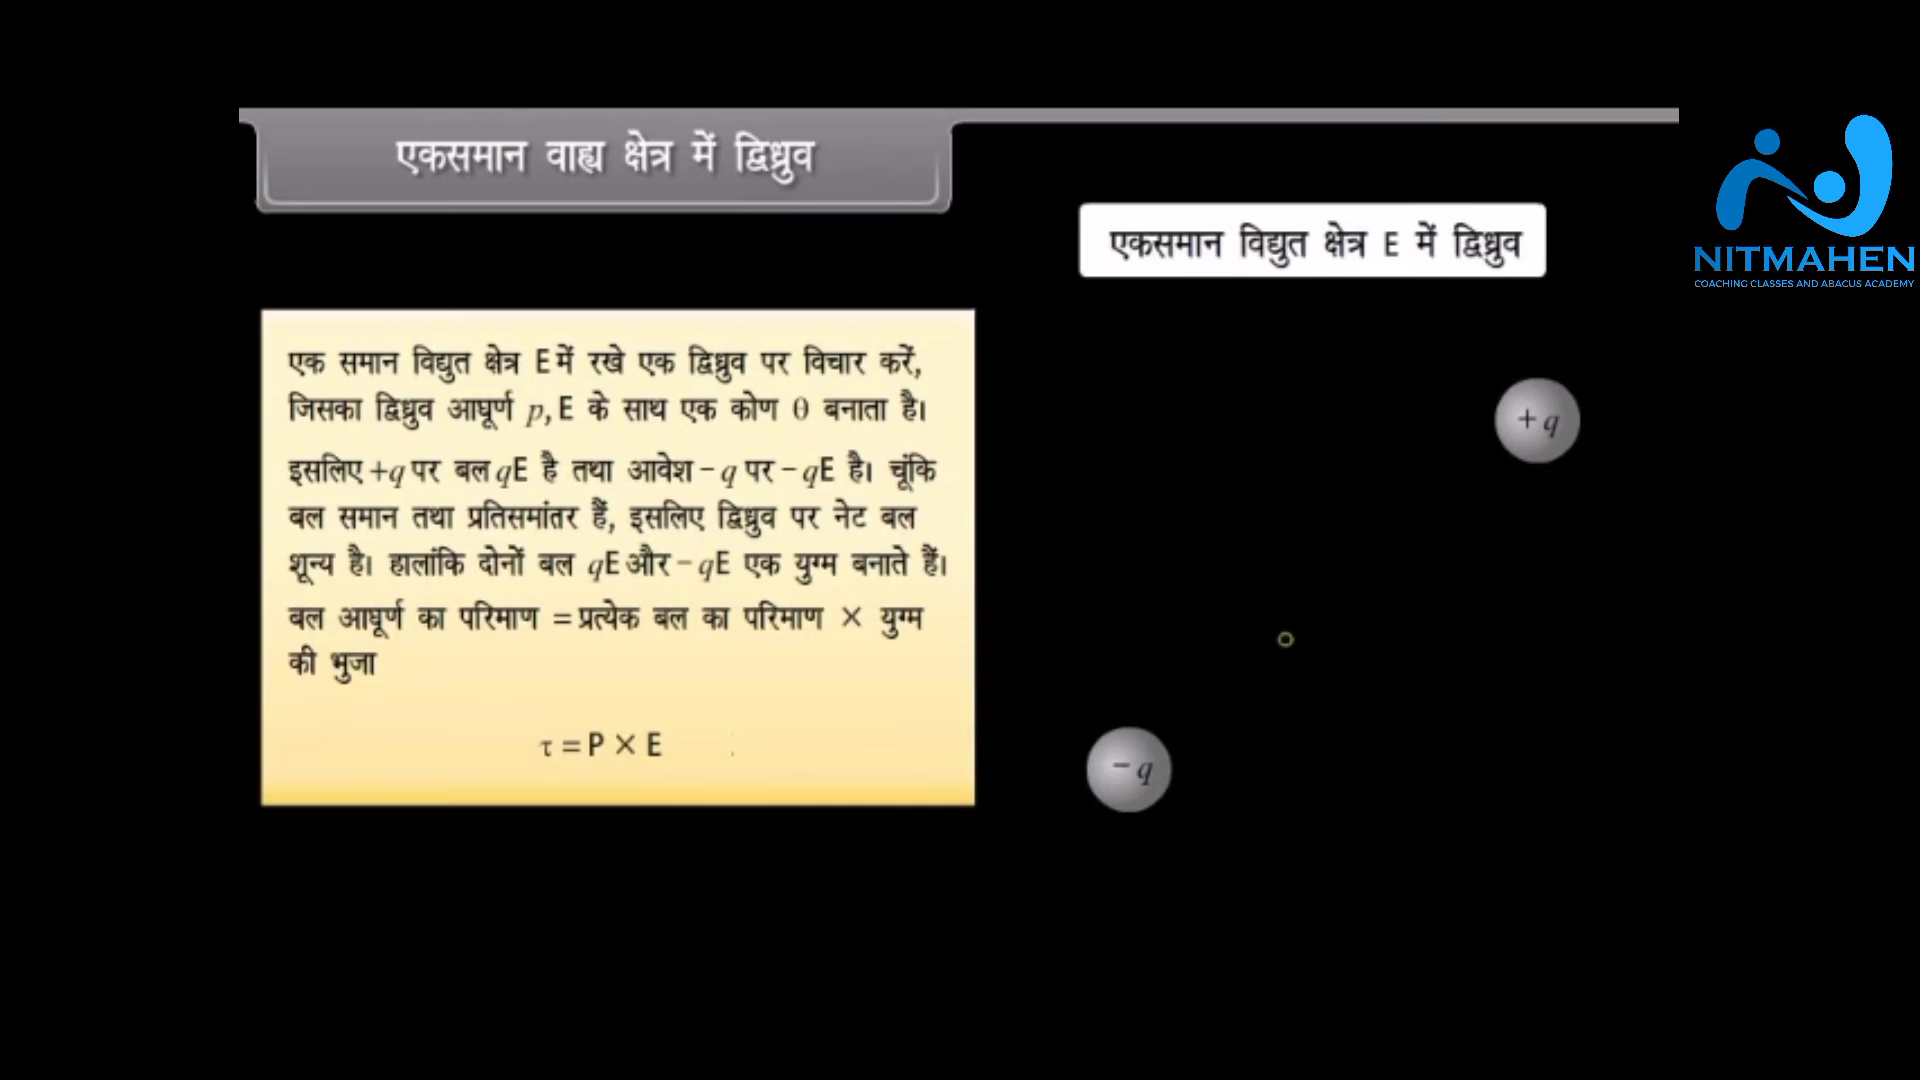 एकसमान वाह्य क्षेत्र में द्विध्रुव
NITMAHEN
COACHING CLASSES AND ABACUS ACADEMY
एकसमान विद्युत क्षेत्र E में द्विध्रुव
एक समान विद्युत क्षेत्र E में रखे एक द्विध्रुव पर विचार करें,
जिसका द्विध्रुव आघूर्ण p, E के साथ एक कोण θ बनाता है।
इसलिए +q पर बल qE है तथा आवेश -q पर -qE है। चूंकि
बल समान तथा प्रतिसमांतर हैं, इसलिए द्विध्रुव पर नेट बल
शून्य है। हालांकि दोनों बल qE और -qE एक युग्म बनाते हैं।
बल आघूर्ण का परिमाण = प्रत्येक बल का परिमाण × युग्म
की भुजा
τ = P × E
+q
-q